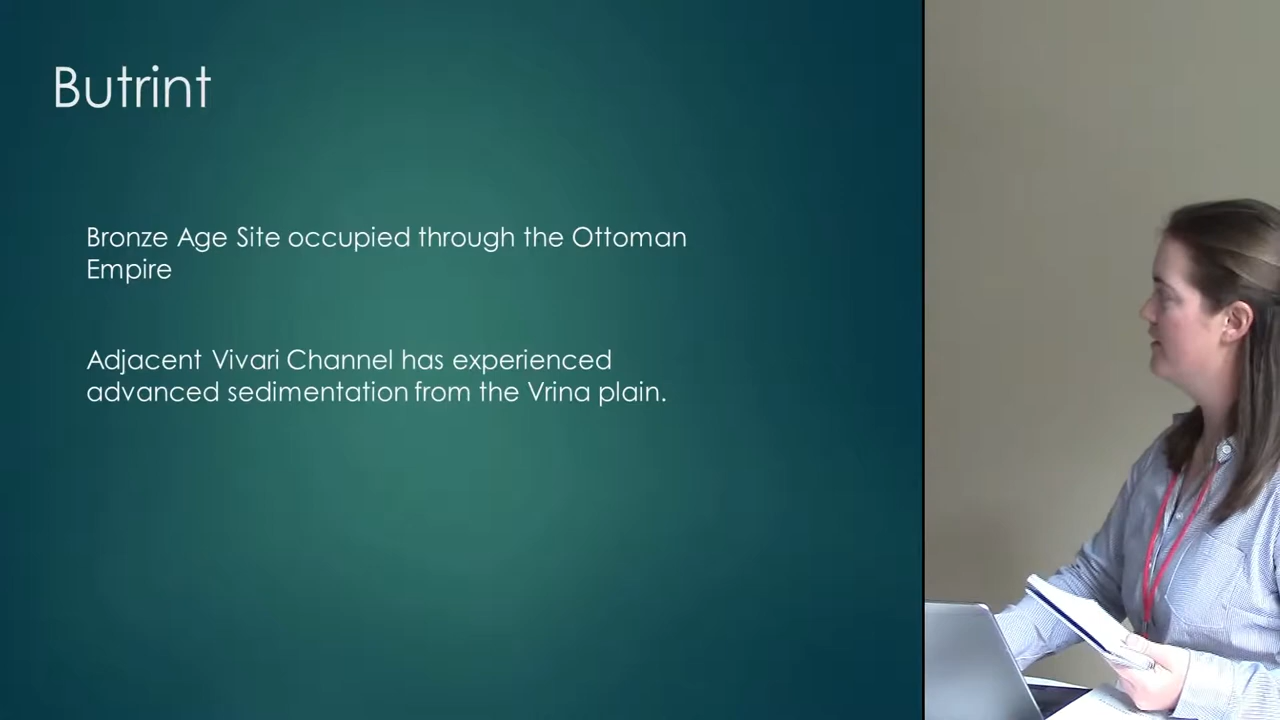 Butrint
Bronze Age Site occupied through the Ottoman
Empire
Adjacent Vivari Channel has experienced
advanced sedimentation from the Vrina plain.